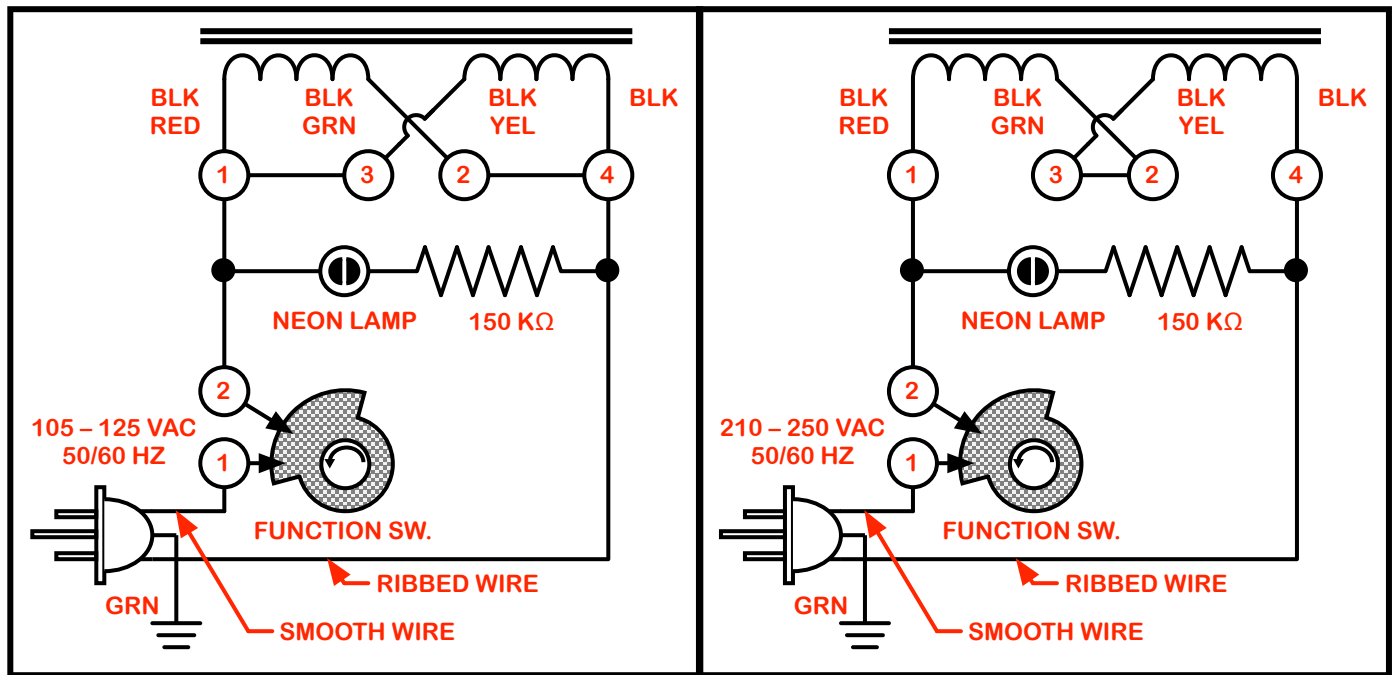 BLK
RED
BLK
GRN
BLK
YEL
BLK
1
3
2
4
NEON LAMP
150 KΩ
2
105 – 125 VAC
50/60 HZ
1
FUNCTION SW.
RIBBED WIRE
GRN
SMOOTH WIRE
BLK
RED
BLK
GRN
BLK
YEL
BLK
1
3
2
4
NEON LAMP
150 KΩ
2
210 – 250 VAC
50/60 HZ
1
FUNCTION SW.
RIBBED WIRE
GRN
SMOOTH WIRE